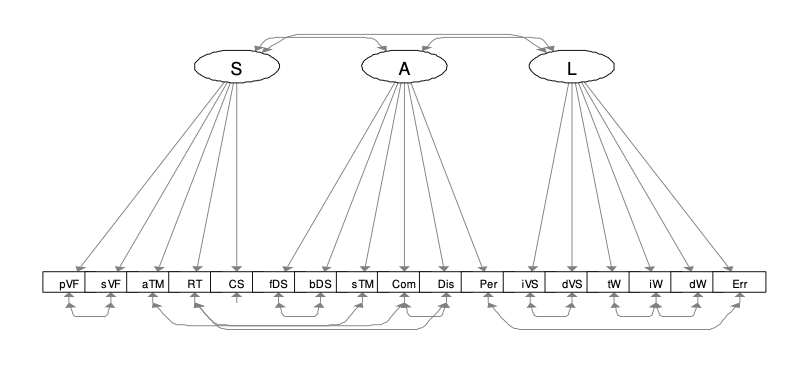 S A L
pVF sVF aTM RT CS fDS bDS sTM Com Dis Per iVS dVS tW iW dW Err